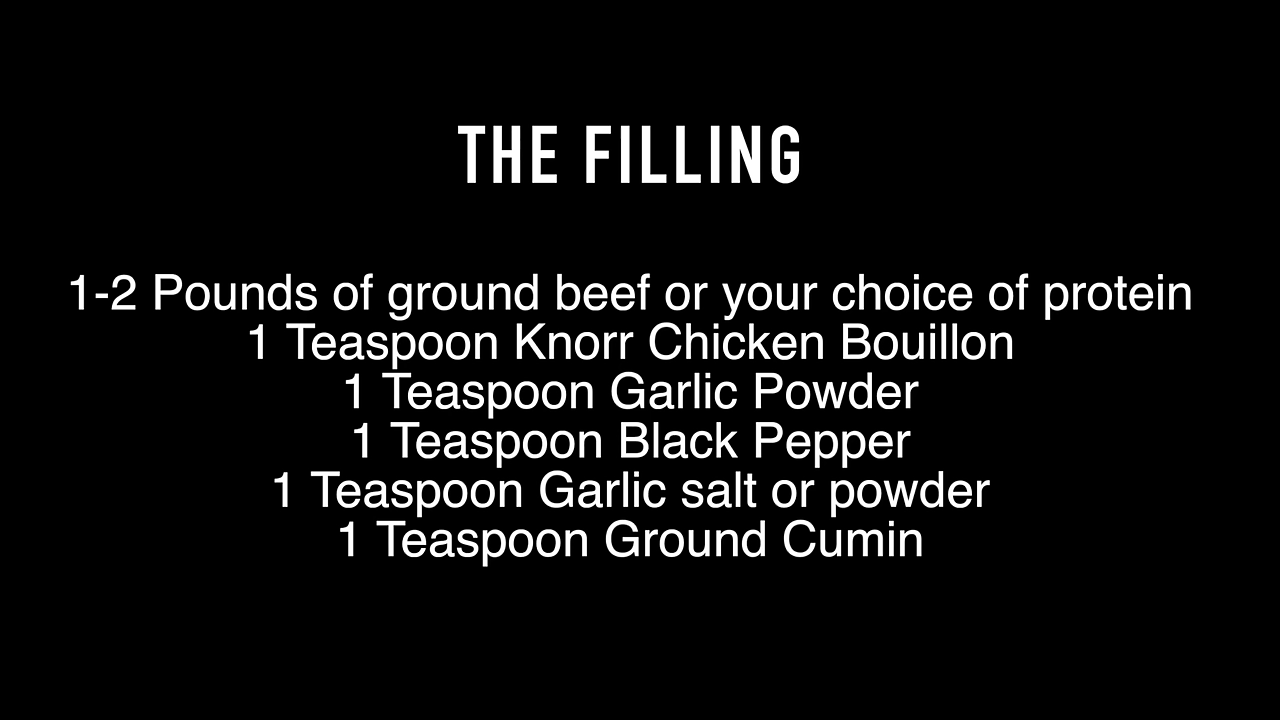 THE FILLING
1-2 Pounds of ground beef or your choice of protein
1 Teaspoon Knorr Chicken Bouillon
1 Teaspoon Garlic Powder
1 Teaspoon Black Pepper
1 Teaspoon Garlic salt or powder
1 Teaspoon Ground Cumin